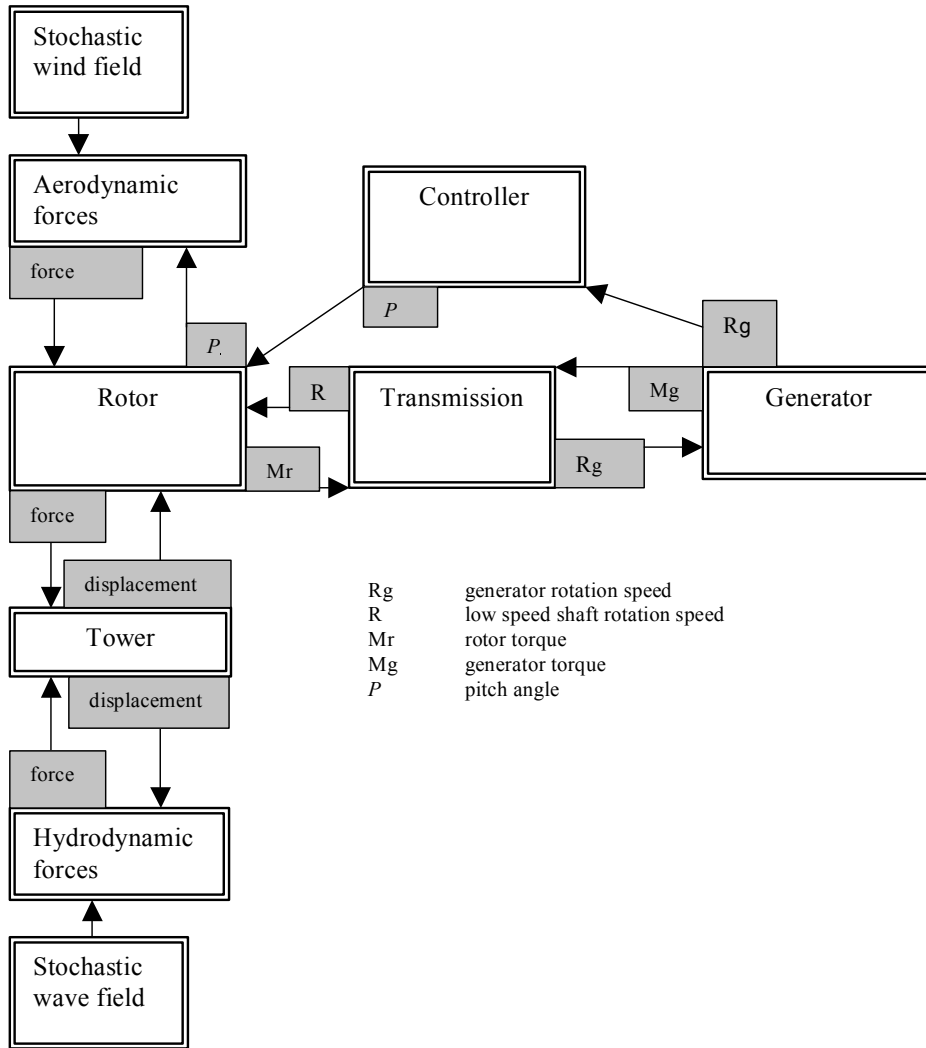 Stochastic
wind field
Aerodynamic
forces
Controller
force
P
Rg
P.
Rotor
R
Transmission
Mg
Generator
Mr
Rg
force
displacement
Tower
displacement
force
Hydrodynamic
forces
Stochastic
wave field
Rg generator rotation speed
R low speed shaft rotation speed
Mr rotor torque
Mg generator torque
P pitch angle